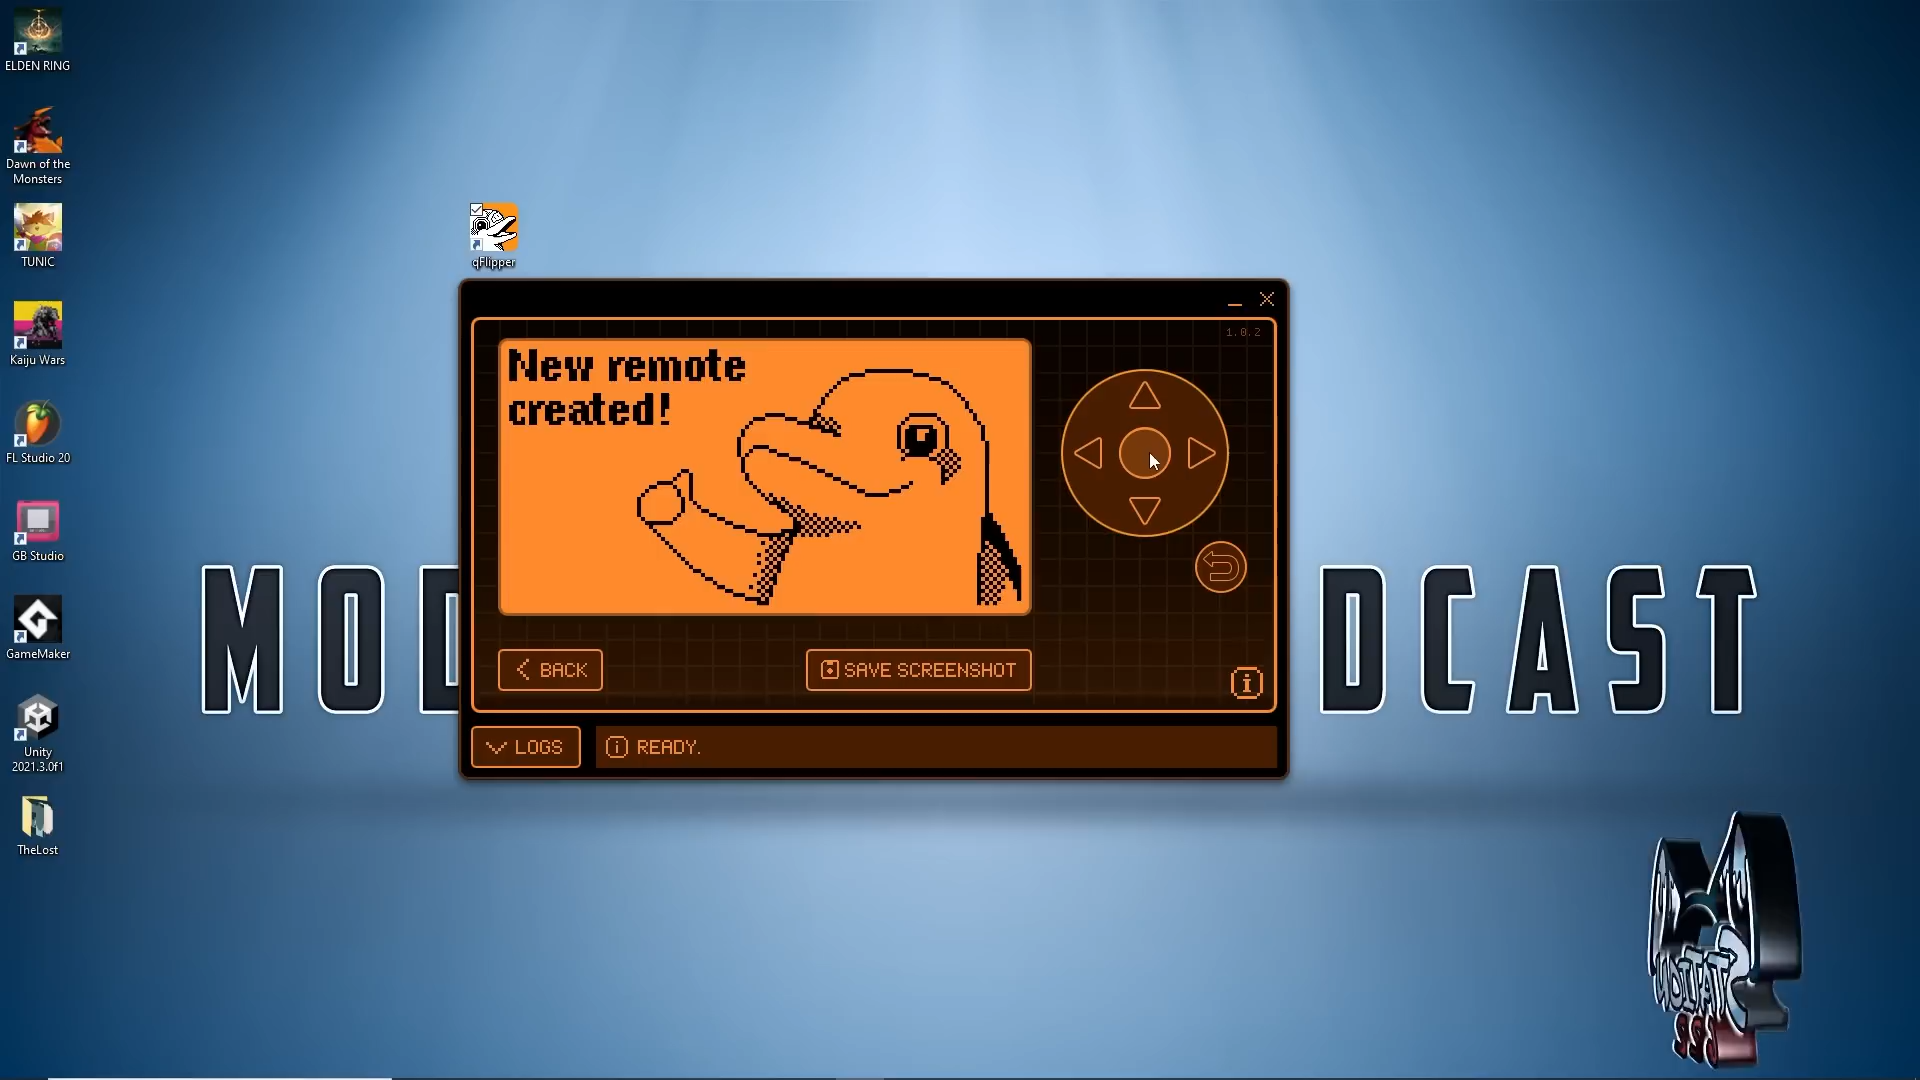 ELDEN RING
Dawn of the
Monsters
TUNIC
Kaiju Wars
FL Studio 20
GB Studio
GameMaker
Unity
2021.3.0f1
TheLost
qFlipper
1.0.2
New remote
created!
BACK
SAVE SCREENSHOT
LOGS
READY.
MOD
DCAST
STATION